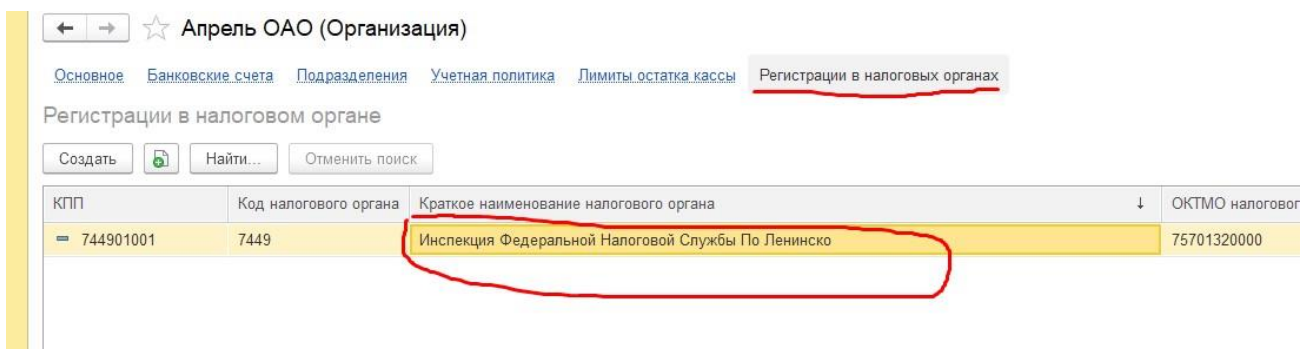 Апрель ОАО (Организация)
Основное Банковские счета Подразделения Учетная политика Лимиты остатка кассы Регистрации в налоговых органах
Регистрации в налоговом органе
Создать Найти... Отменить поиск
КПП Код налогового органа Краткое наименование налогового органа ↓ ОКТМО налоговог
744901001 7449 Инспекция Федеральной Налоговой Службы По Ленинско 75701320000